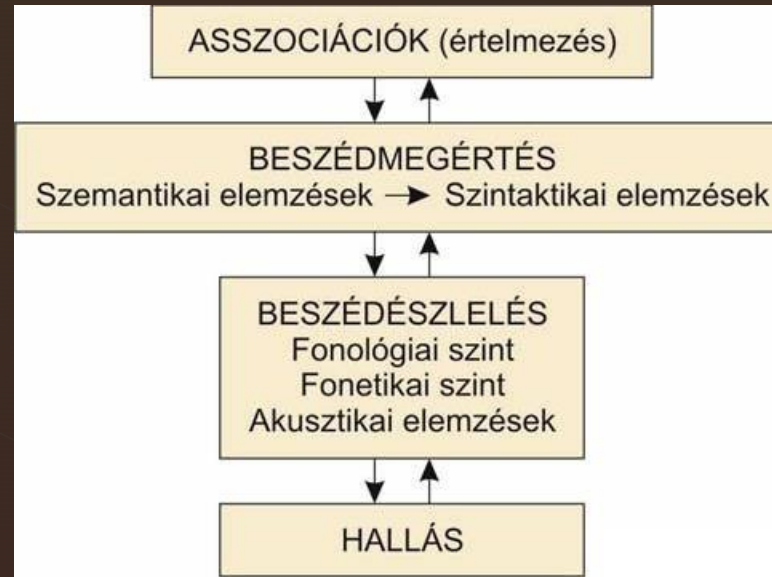 ASSZOCIÁCIÓK (értelmezés)
BESZÉDMEGÉRTÉS
Szemantikai elemzések → Szintaktikai elemzések
BESZÉDÉSZLELÉS
Fonológiai szint
Fonetikai szint
Akusztikai elemzések
HALLÁS